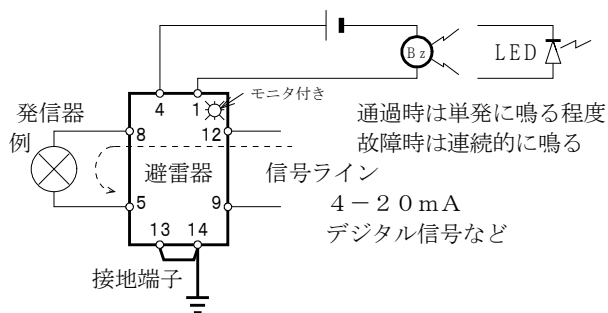 Bz
LED
4
1
モニタ付き
発信器
例
8
12
通過時は単発に鳴る程度
故障時は連続的に鳴る
避雷器
信号ライン
5
9
4－20mA
デジタル信号など
13
14
接地端子